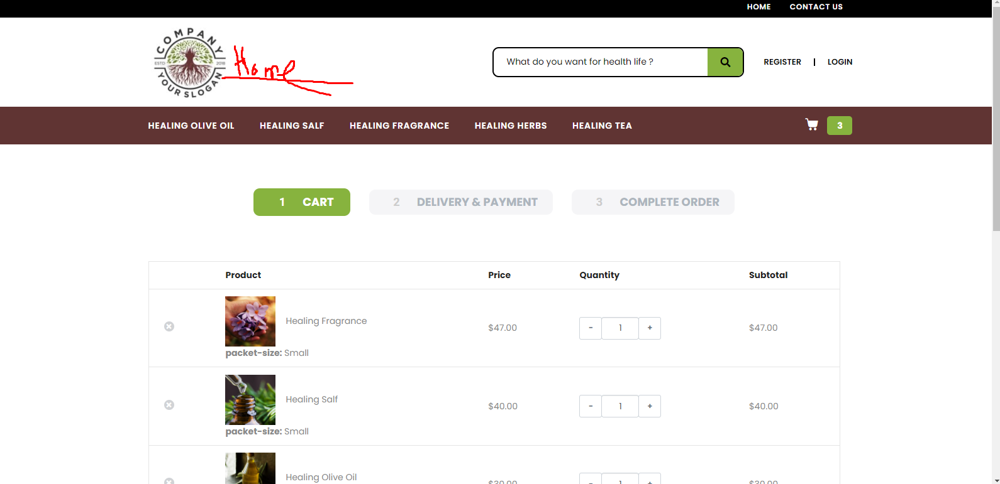 HOME CONTACT US
COMPANY
ESTD 2018
YOUR SLOGAN
Home
What do you want for health life ?
REGISTER | LOGIN
HEALING OLIVE OIL HEALING SALF HEALING FRAGRANCE HEALING HERBS HEALING TEA 3
1 CART 2 DELIVERY & PAYMENT 3 COMPLETE ORDER
Product Price Quantity Subtotal
Healing Fragrance
$47.00 - 1 + $47.00
packet-size: Small
Healing Salf
$40.00 - 1 + $40.00
packet-size: Small
Healing Olive Oil
$30.00 - 1 + $30.00